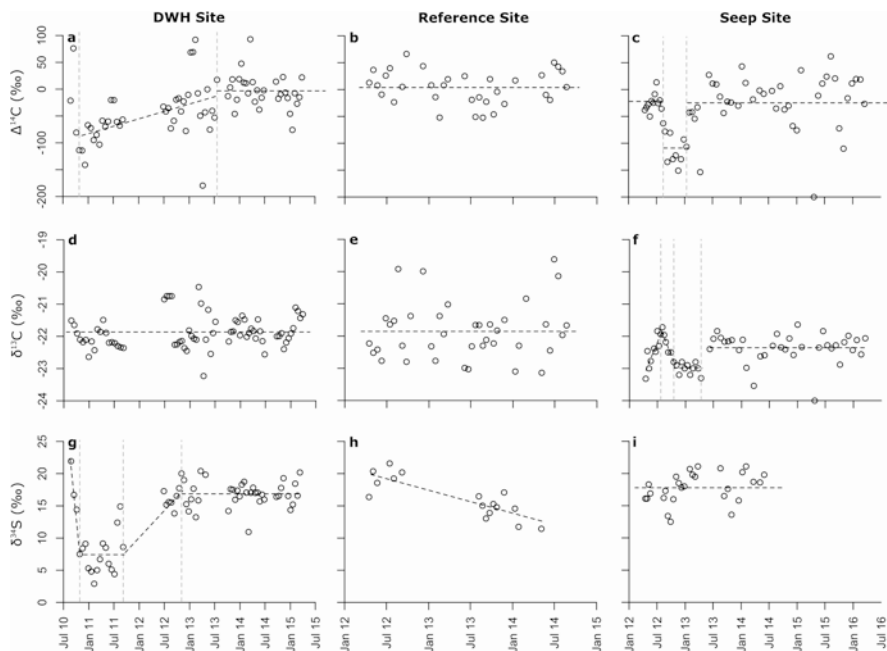 DWH Site Reference Site Seep Site
a b c
Δ¹⁴C (‰)
100
50
0
-100
-200
d e f
δ¹³C (‰)
-19
-20
-21
-22
-23
-24
g h i
δ³⁴S (‰)
25
20
15
10
5
0
Jul 10 Jan 11 Jul 11 Jan 12 Jul 12 Jan 13 Jul 13 Jan 14 Jul 14 Jan 15 Jul 15
Jan 12 Jul 12 Jan 13 Jul 13 Jan 14 Jul 14 Jan 15
Jan 12 Jul 12 Jan 13 Jul 13 Jan 14 Jul 14 Jan 15 Jul 15 Jan 16 Jul 16